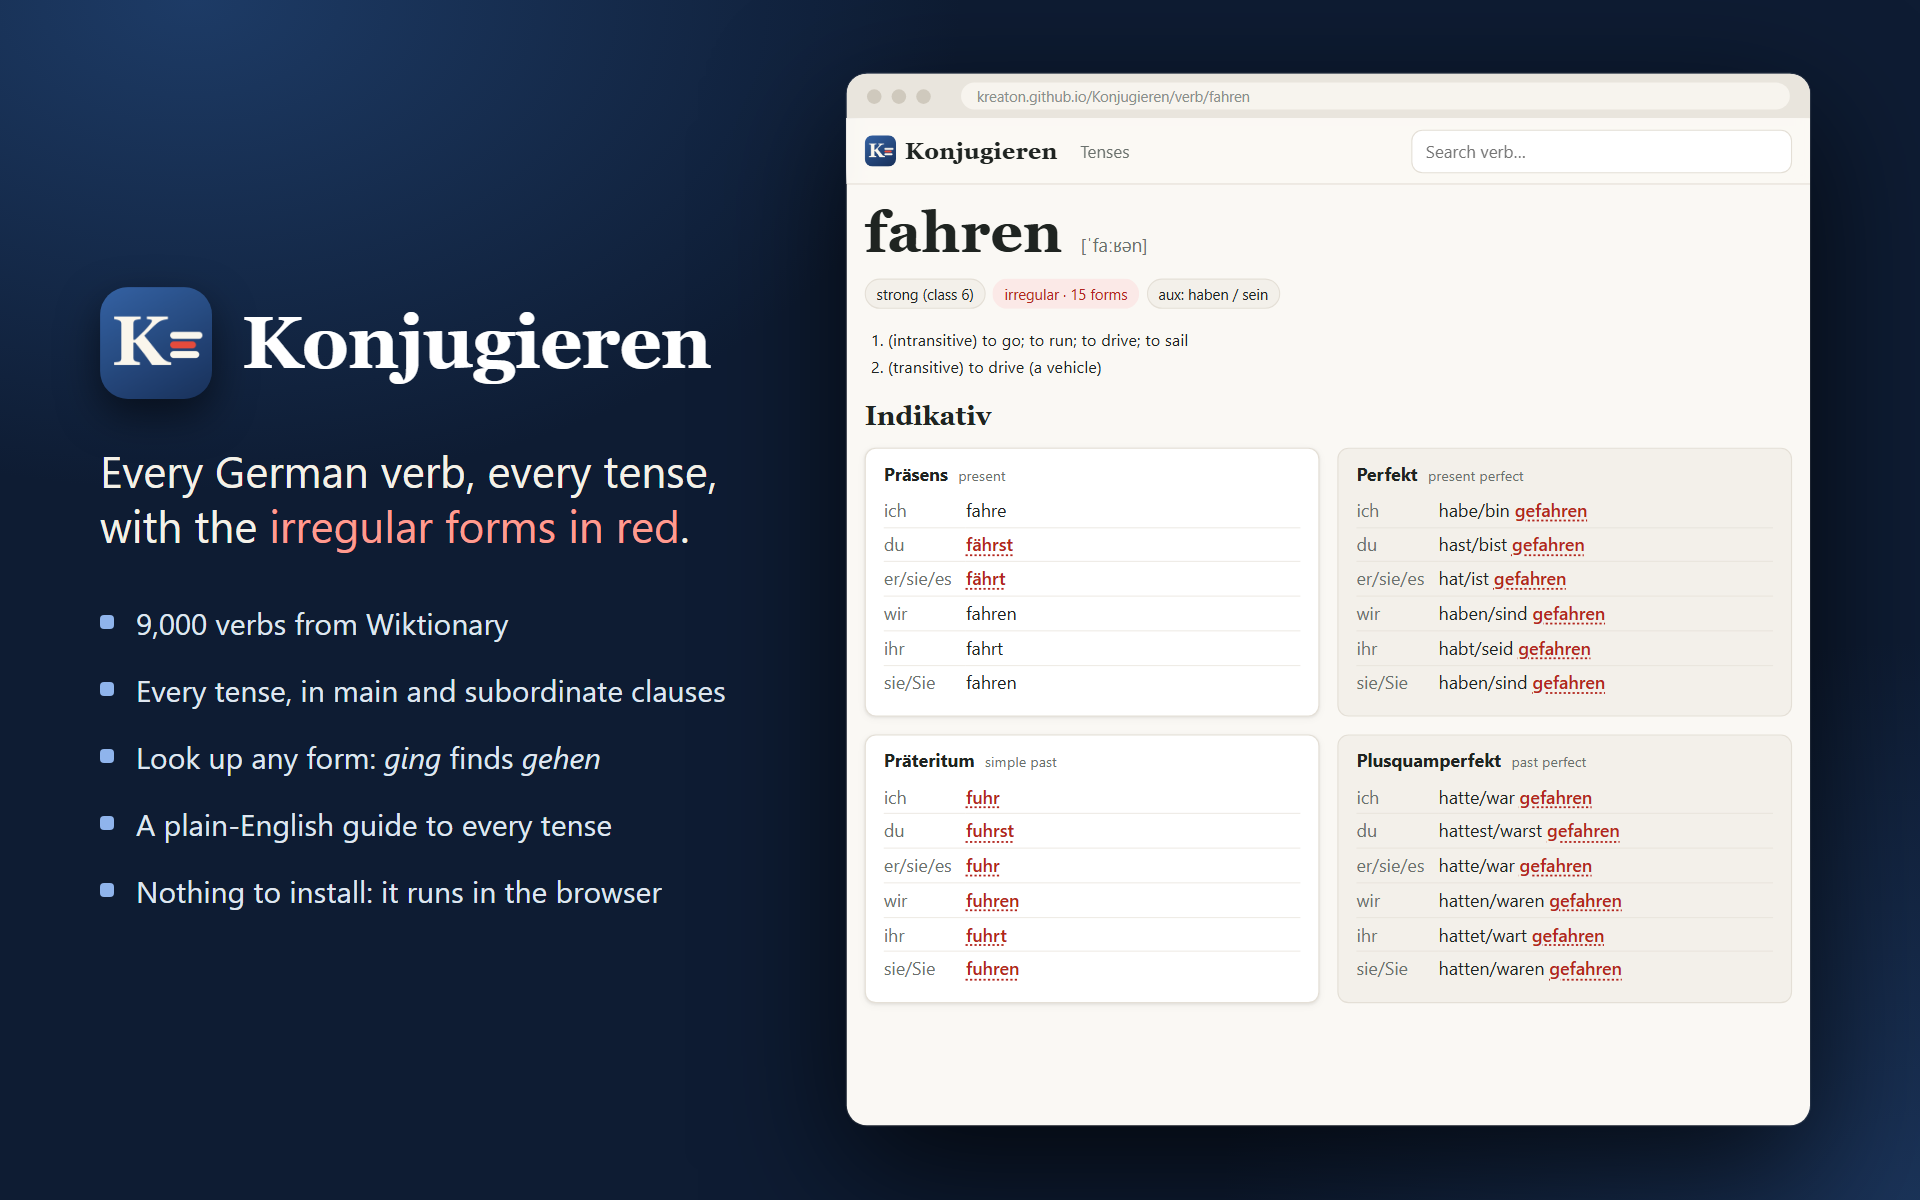 K=
Konjugieren
Every German verb, every tense,
with the irregular forms in red.
9,000 verbs from Wiktionary
Every tense, in main and subordinate clauses
Look up any form: ging finds gehen
A plain-English guide to every tense
Nothing to install: it runs in the browser
kreaton.github.io/Konjugieren/verb/fahren
K= Konjugieren Tenses Search verb...
fahren [ˈfaːʁən]
strong (class 6) irregular · 15 forms aux: haben / sein
1. (intransitive) to go; to run; to drive; to sail
2. (transitive) to drive (a vehicle)
Indikativ
Präsens present
ich fahre
du fährst
er/sie/es fährt
wir fahren
ihr fahrt
sie/Sie fahren
Perfekt present perfect
ich habe/bin gefahren
du hast/bist gefahren
er/sie/es hat/ist gefahren
wir haben/sind gefahren
ihr habt/seid gefahren
sie/Sie haben/sind gefahren
Präteritum simple past
ich fuhr
du fuhrst
er/sie/es fuhr
wir fuhren
ihr fuhrt
sie/Sie fuhren
Plusquamperfekt past perfect
ich hatte/war gefahren
du hattest/warst gefahren
er/sie/es hatte/war gefahren
wir hatten/waren gefahren
ihr hattet/wart gefahren
sie/Sie hatten/waren gefahren